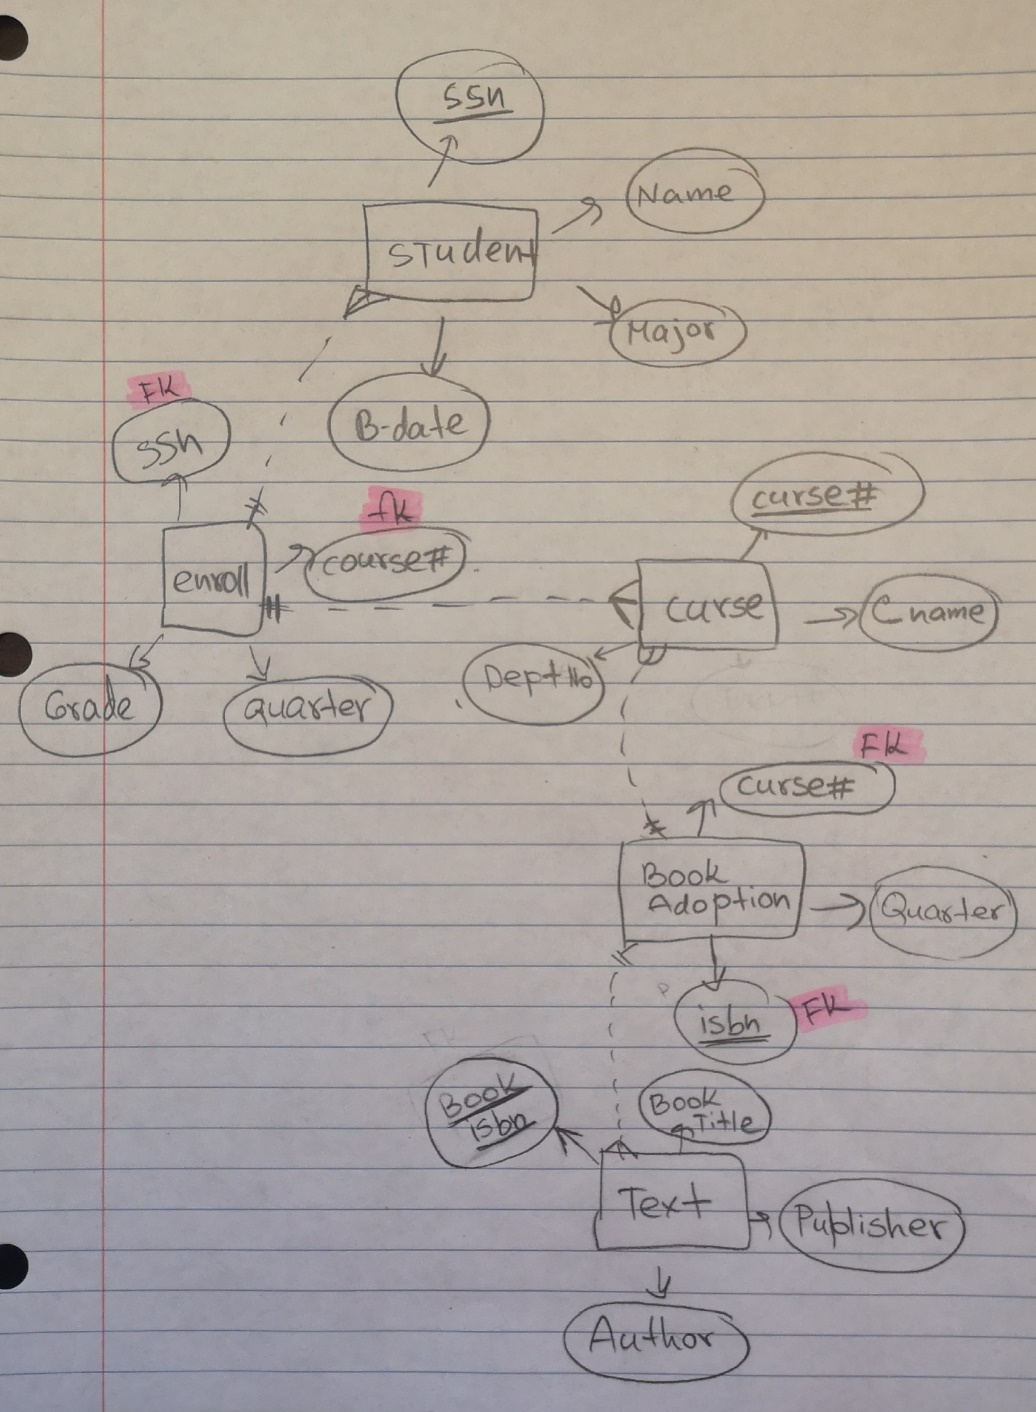 ssn
Name
Student
Major
FK
B-date
ssn
curse#
fk
course#
enroll
curse
Cname
Dept No
Grade
quarter
FK
curse#
Book
Adoption
Quarter
isbn
FK
Book
isbn
Book
Title
Text
Publisher
Author